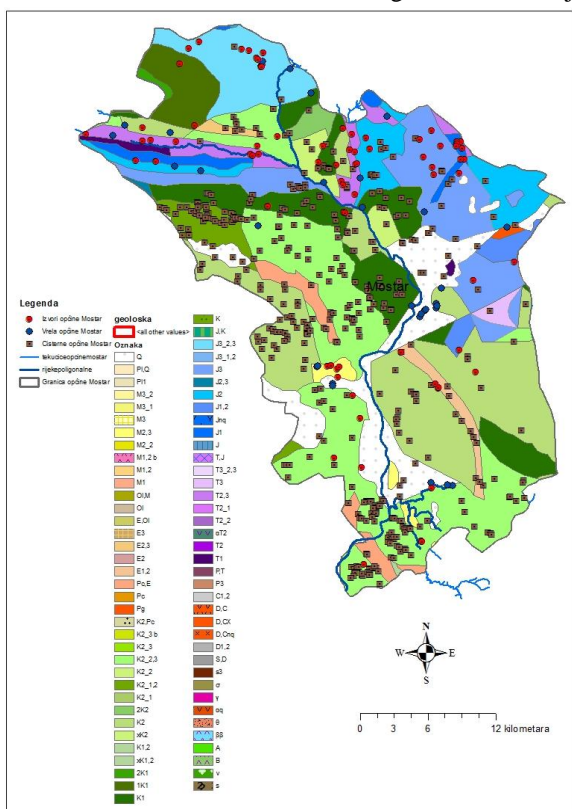 Mostar
Legenda
Izvori općine Mostar
Vrela općine Mostar
Cisterne općine Mostar
tekuciceopćinemostar
rijekepoligonalne
Granica općine Mostar
geoloska
<all other values>
Oznaka
Q
Pl,Q
Pl1
M3_2
M3_1
M3
M2,3
M2_2
M1,2 b
M1,2
M1
Ol,M
Ol
E,Ol
E3
E2,3
E2
E1,2
Pc,E
Pc
Pg
K2,Pc
K2_3 b
K2_3
K2_2,3
K2_2
K2_1,2
K2_1
2K2
K2
xK2
K1,2
xK1,2
2K1
1K1
K1
K
J,K
J3_2,3
J3_1,2
J3
J2,3
J2
J1,2
Jhq
J1
J
T,J
T3_2,3
T3
T2,3
T2_1
T2_2
αT2
T2
T1
P,T
P3
C1,2
D,C
D,CX
D,Cnq
D1,2
S,D
s3
σ
γ
αq
θ
ββ
A
B
v
s
N
W
E
S
0 3 6 12 kilometara